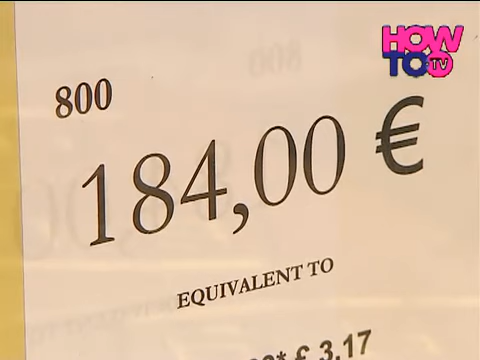 HOW
TO TV
800
184,00 €
EQUIVALENT TO
£ 3.17